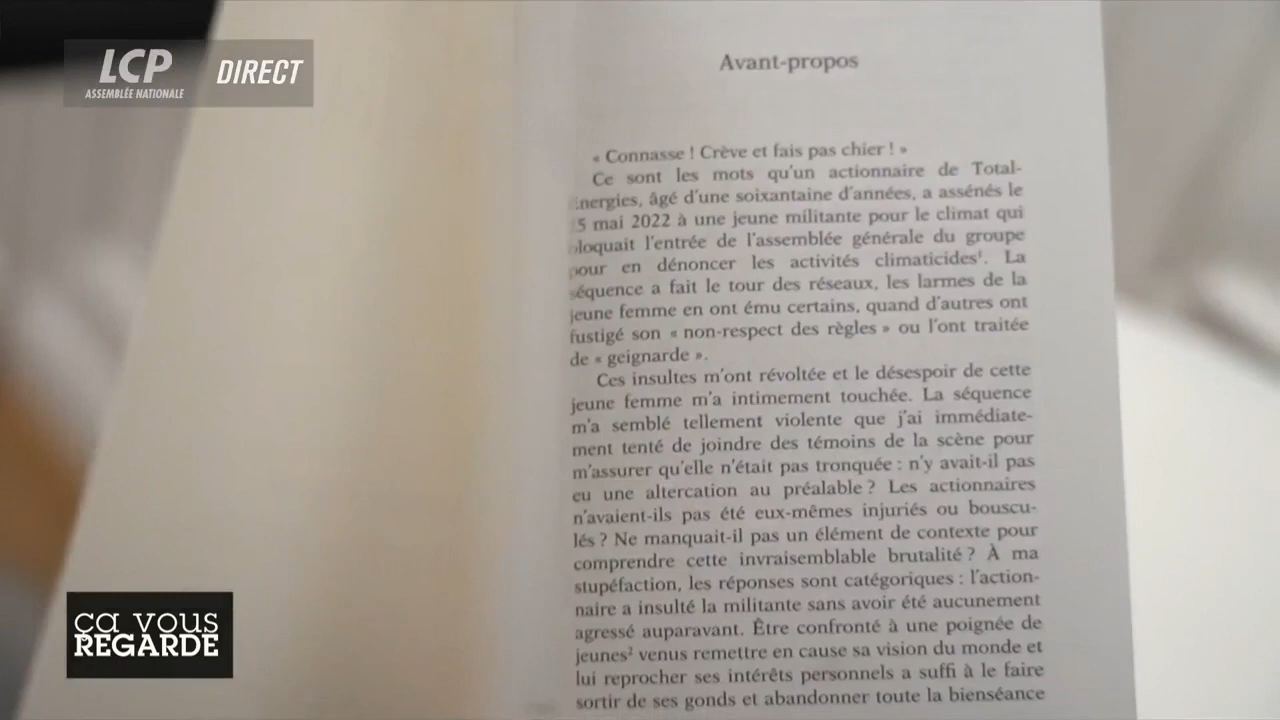 LCP
ASSEMBLÉE NATIONALE
DIRECT
Avant-propos
« Connasse ! Crève et fais pas chier ! »
Ce sont les mots qu'un actionnaire de Total-
nergies, âgé d'une soixantaine d'années, a assénés le
5 mai 2022 à une jeune militante pour le climat qui
bloquait l'entrée de l'assemblée générale du groupe
pour en dénoncer les activités climaticides¹. La
séquence a fait le tour des réseaux, les larmes de la
jeune femme en ont ému certains, quand d'autres ont
fustigé son « non-respect des règles » ou l'ont traitée
de « geignarde ».
Ces insultes m'ont révoltée et le désespoir de cette
jeune femme m'a intimement touchée. La séquence
m'a semblé tellement violente que j'ai immédiate-
ment tenté de joindre des témoins de la scène pour
m'assurer qu'elle n'était pas tronquée : n'y avait-il pas
eu une altercation au préalable ? Les actionnaires
n'avaient-ils pas été eux-mêmes injuriés ou bouscu-
lés ? Ne manquait-il pas un élément de contexte pour
comprendre cette invraisemblable brutalité ? À ma
stupéfaction, les réponses sont catégoriques : l'action-
naire a insulté la militante sans avoir été aucunement
agressé auparavant. Être confronté à une poignée de
jeunes² venus remettre en cause sa vision du monde et
lui reprocher ses intérêts personnels a suffi à le faire
sortir de ses gonds et abandonner toute la bienséance
ça vous
REGARDE